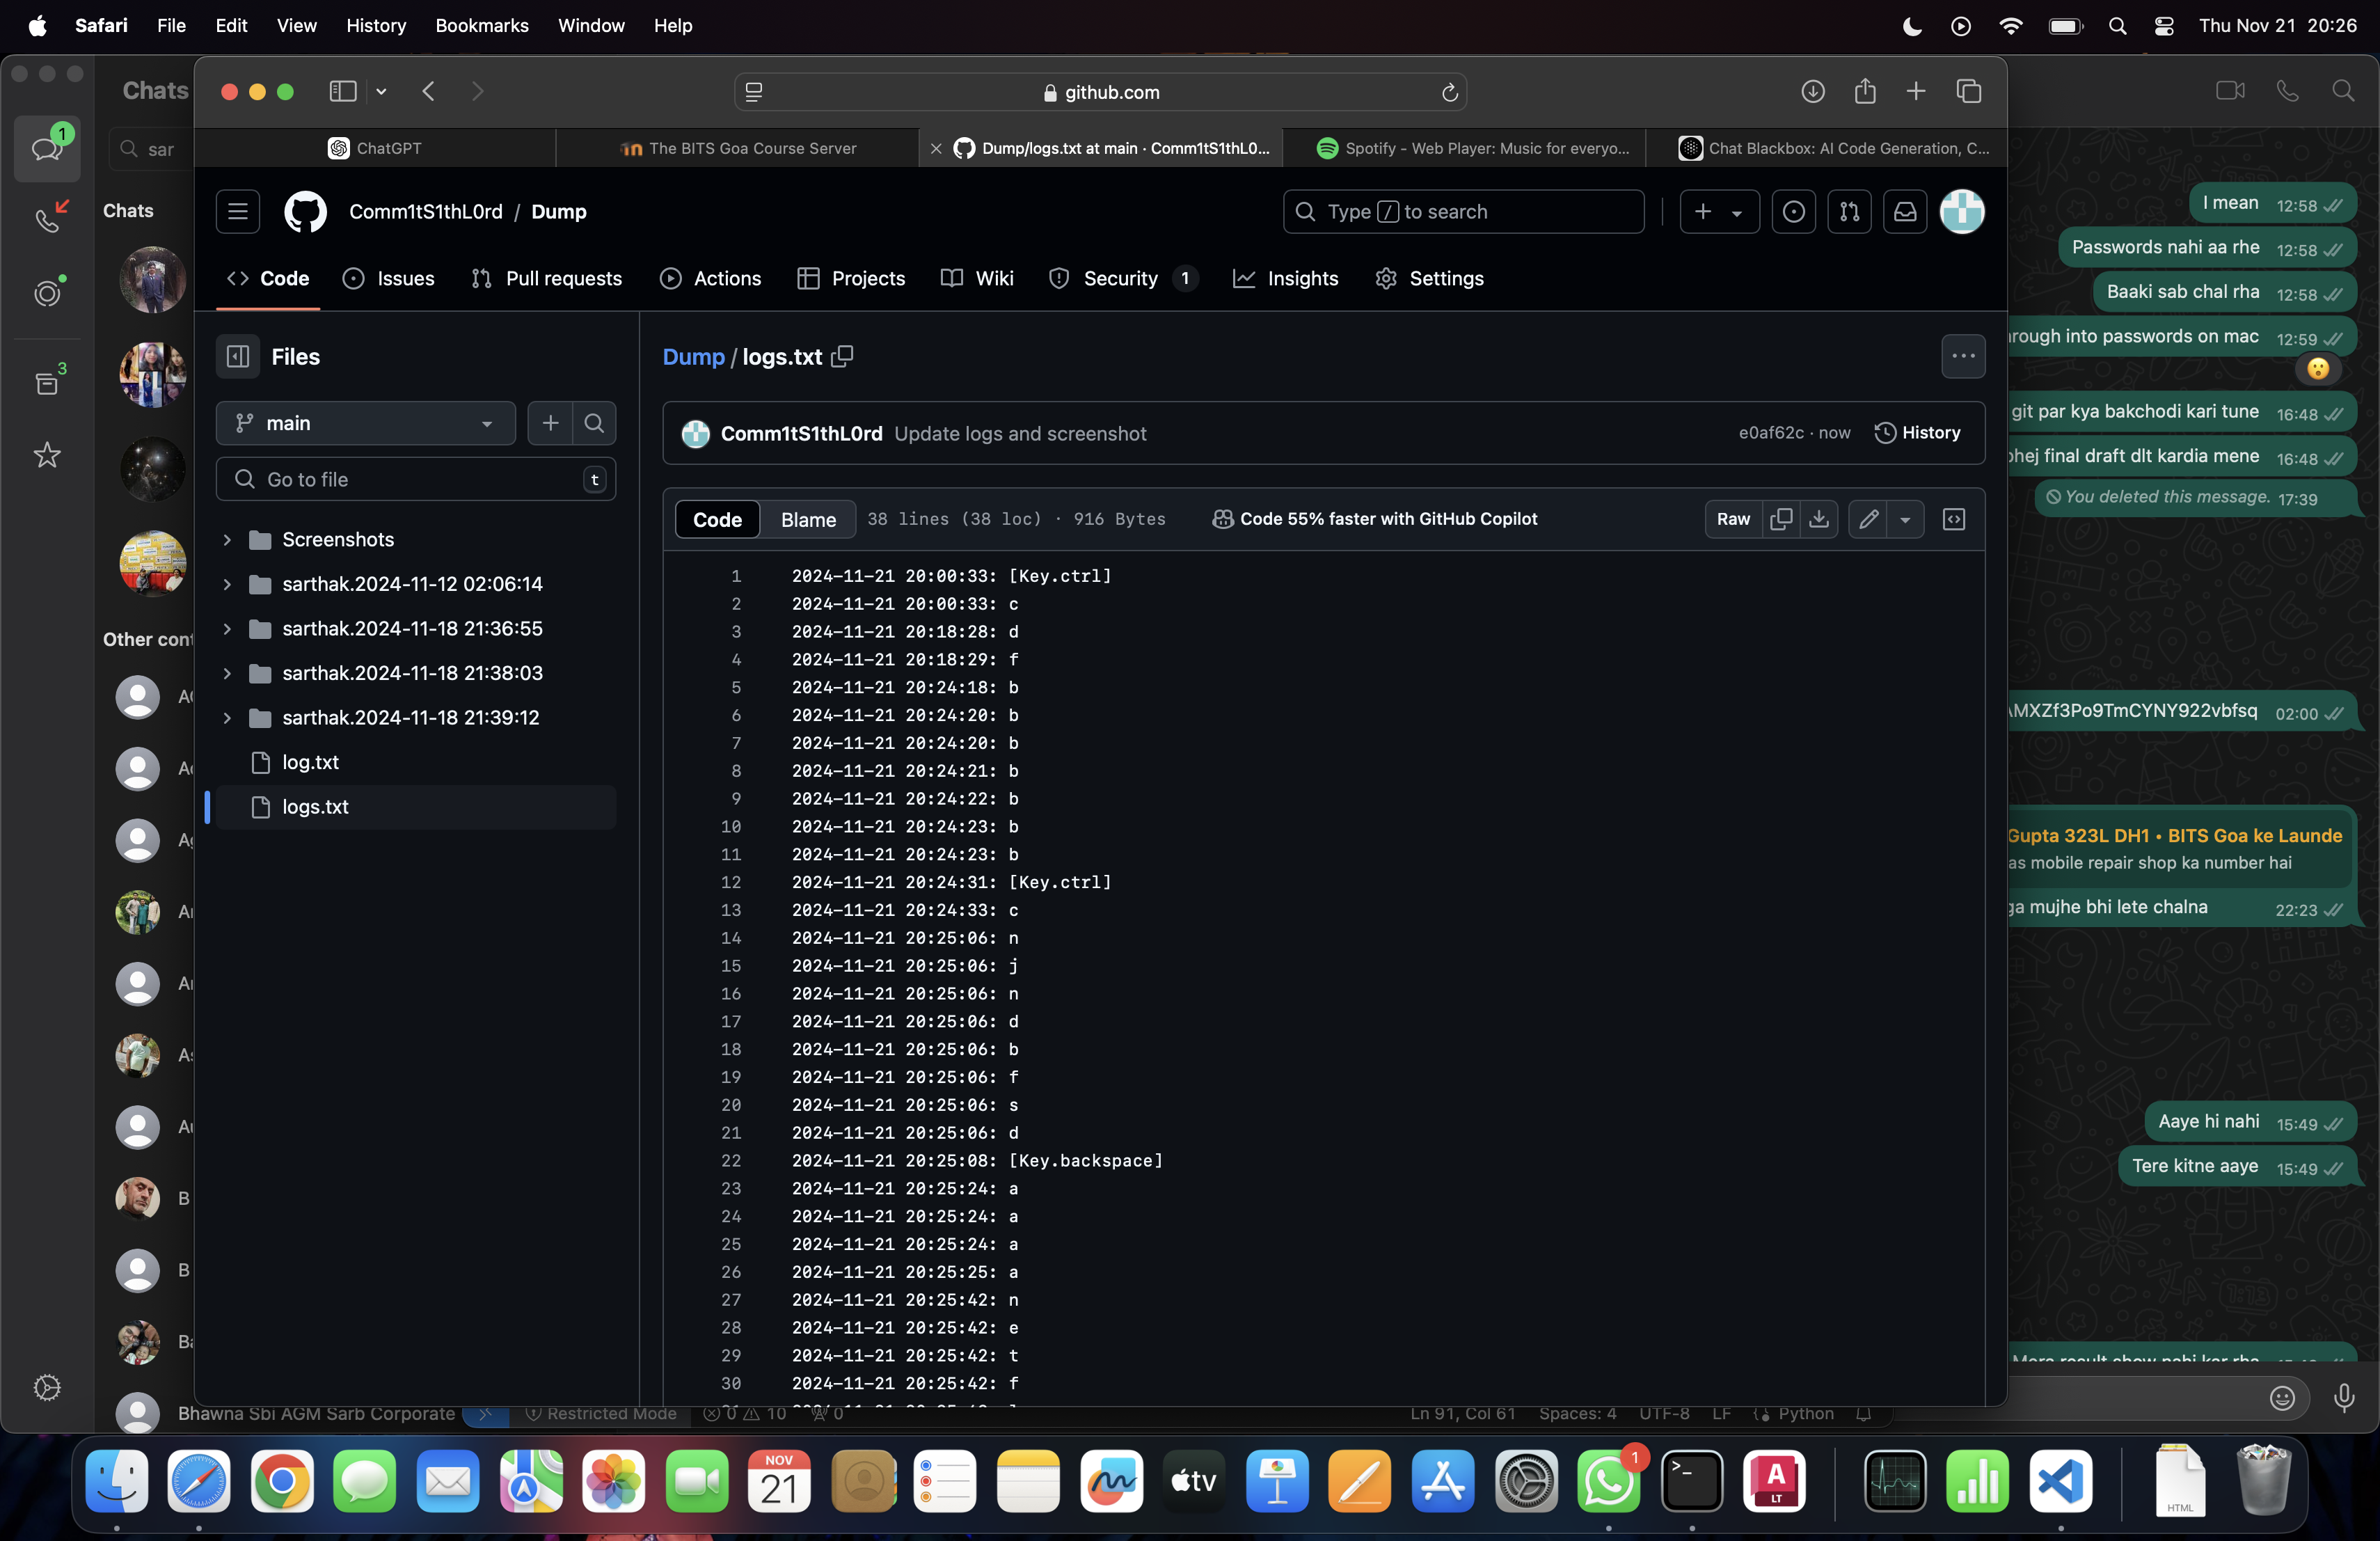 Safari File Edit View History Bookmarks Window Help
Thu Nov 21 20:26
Chats
github.com
1
sar
ChatGPT
The BITS Goa Course Server
Dump/logs.txt at main · Comm1tS1thL0...
Spotify - Web Player: Music for everyo...
Chat Blackbox: AI Code Generation, C...
Chats
Comm1tS1thL0rd / Dump
Type / to search
Code Issues Pull requests Actions Projects Wiki Security 1 Insights Settings
3
Files
main
Go to file
t
Screenshots
sarthak.2024-11-12 02:06:14
sarthak.2024-11-18 21:36:55
sarthak.2024-11-18 21:38:03
sarthak.2024-11-18 21:39:12
log.txt
logs.txt
Dump / logs.txt
Comm1tS1thL0rd Update logs and screenshot
e0af62c · now
History
Code Blame 38 lines (38 loc) · 916 Bytes
Code 55% faster with GitHub Copilot
Raw
1 2024-11-21 20:00:33: [Key.ctrl]
2 2024-11-21 20:00:33: c
3 2024-11-21 20:18:28: d
4 2024-11-21 20:18:29: f
5 2024-11-21 20:24:18: b
6 2024-11-21 20:24:20: b
7 2024-11-21 20:24:20: b
8 2024-11-21 20:24:21: b
9 2024-11-21 20:24:22: b
10 2024-11-21 20:24:23: b
11 2024-11-21 20:24:23: b
12 2024-11-21 20:24:31: [Key.ctrl]
13 2024-11-21 20:24:33: c
14 2024-11-21 20:25:06: n
15 2024-11-21 20:25:06: j
16 2024-11-21 20:25:06: n
17 2024-11-21 20:25:06: d
18 2024-11-21 20:25:06: b
19 2024-11-21 20:25:06: f
20 2024-11-21 20:25:06: s
21 2024-11-21 20:25:06: d
22 2024-11-21 20:25:08: [Key.backspace]
23 2024-11-21 20:25:24: a
24 2024-11-21 20:25:24: a
25 2024-11-21 20:25:24: a
26 2024-11-21 20:25:25: a
27 2024-11-21 20:25:42: n
28 2024-11-21 20:25:42: e
29 2024-11-21 20:25:42: t
30 2024-11-21 20:25:42: f
Other cont
B
B
Bhawna Sbi AGM Sarb Corporate
Restricted Mode
0 10 0
Ln 91, Col 61 Spaces: 4 UTF-8 LF Python
I mean 12:58
Passwords nahi aa rhe 12:58
Baaki sab chal rha 12:58
rough into passwords on mac 12:59
git par kya bakchodi kari tune 16:48
hej final draft dlt kardia mene 16:48
You deleted this message. 17:39
MXZf3Po9TmCYNY922vbfsq 02:00
Gupta 323L DH1 • BITS Goa ke Launde
as mobile repair shop ka number hai
ga mujhe bhi lete chalna 22:23
Aaye hi nahi 15:49
Tere kitne aaye 15:49
NOV
21
tv
1
A
LT
HTML